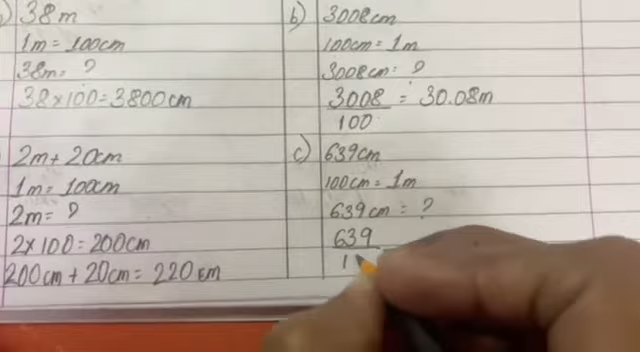 38m
1m = 100cm
38m = ?
38×100 = 3800cm
2m + 20cm
1m = 100cm
2m = ?
2×100 = 200cm
200cm + 20cm = 220cm
b) 3008cm
100cm = 1m
3008cm = ?
3008 = 30.08m
100
c) 639cm
100cm = 1m
639cm = ?
639
1